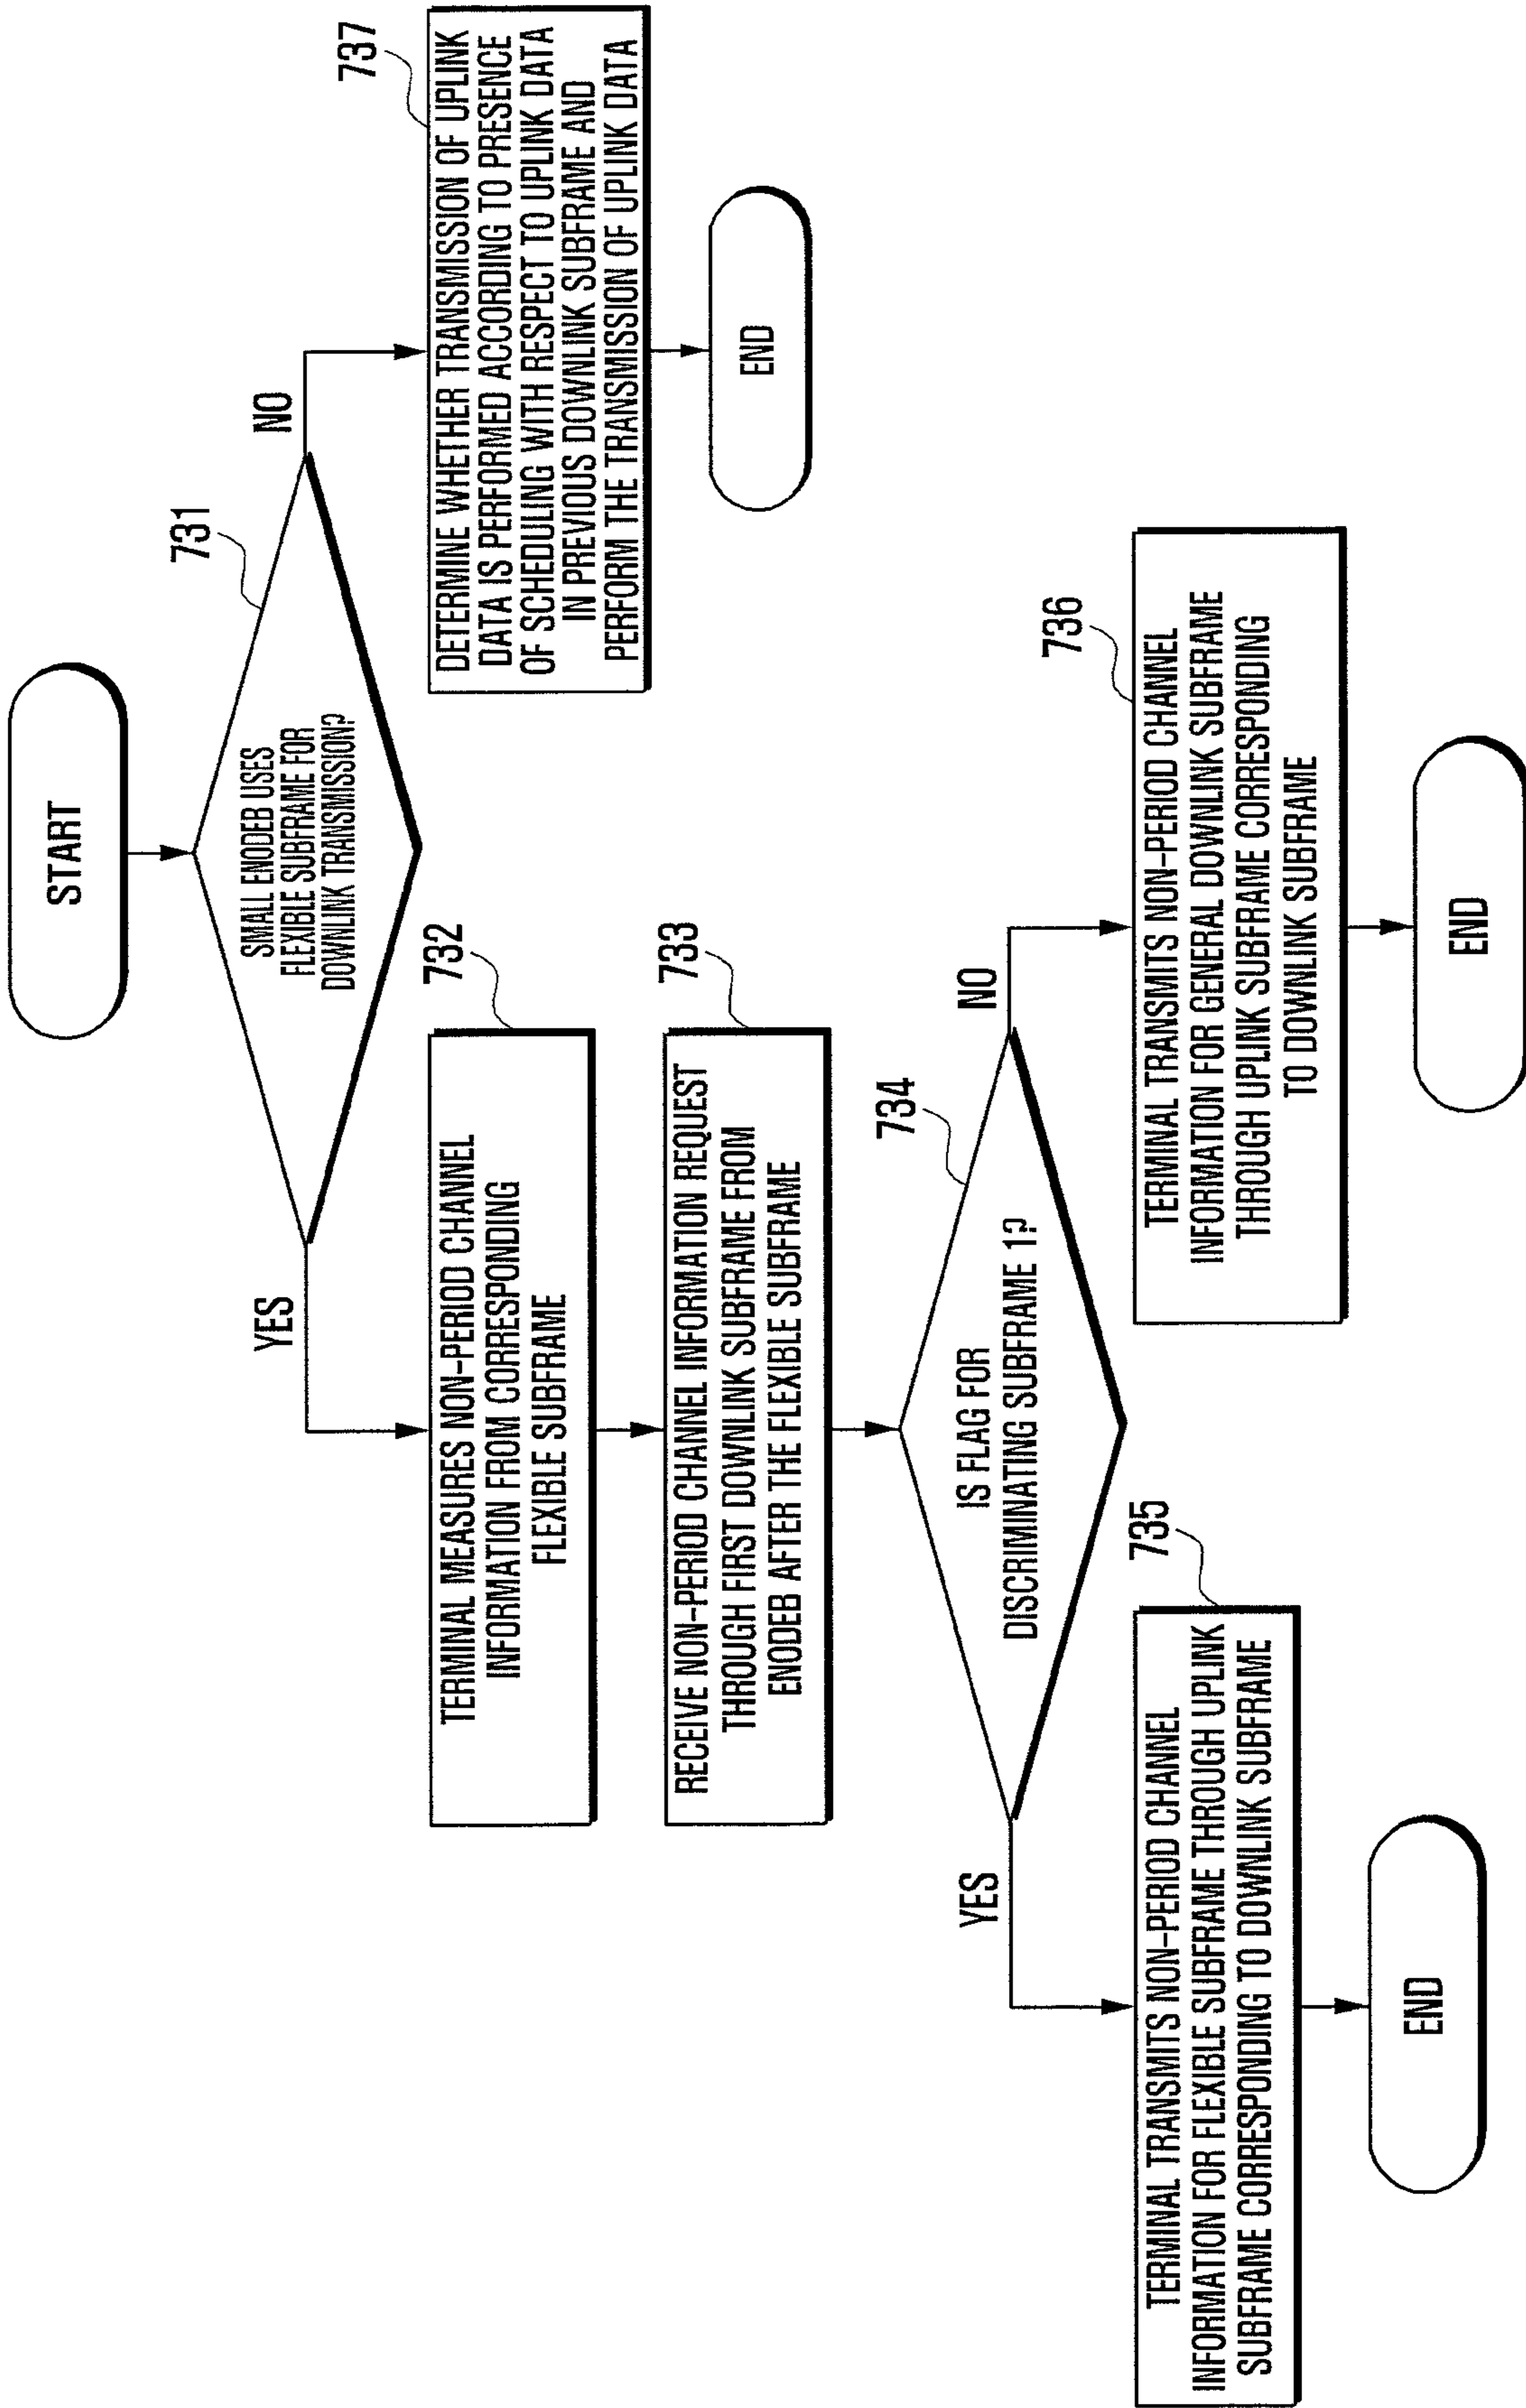 START
731
SMALL ENODEB USES
FLEXIBLE SUBFRAME FOR
DOWNLINK TRANSMISSION?
YES
NO
732
TERMINAL MEASURES NON-PERIOD CHANNEL
INFORMATION FROM CORRESPONDING
FLEXIBLE SUBFRAME
737
DETERMINE WHETHER TRANSMISSION OF UPLINK
DATA IS PERFORMED ACCORDING TO PRESENCE
OF SCHEDULING WITH RESPECT TO UPLINK DATA
IN PREVIOUS DOWNLINK SUBFRAME AND
PERFORM THE TRANSMISSION OF UPLINK DATA
733
RECEIVE NON-PERIOD CHANNEL INFORMATION REQUEST
THROUGH FIRST DOWNLINK SUBFRAME FROM
ENODEB AFTER THE FLEXIBLE SUBFRAME
END
734
IS FLAG FOR
DISCRIMINATING SUBFRAME 1?
YES
NO
735
TERMINAL TRANSMITS NON-PERIOD CHANNEL
INFORMATION FOR FLEXIBLE SUBFRAME THROUGH UPLINK
SUBFRAME CORRESPONDING TO DOWNLINK SUBFRAME
736
TERMINAL TRANSMITS NON-PERIOD CHANNEL
INFORMATION FOR GENERAL DOWNLINK SUBFRAME
THROUGH UPLINK SUBFRAME CORRESPONDING
TO DOWNLINK SUBFRAME
END
END